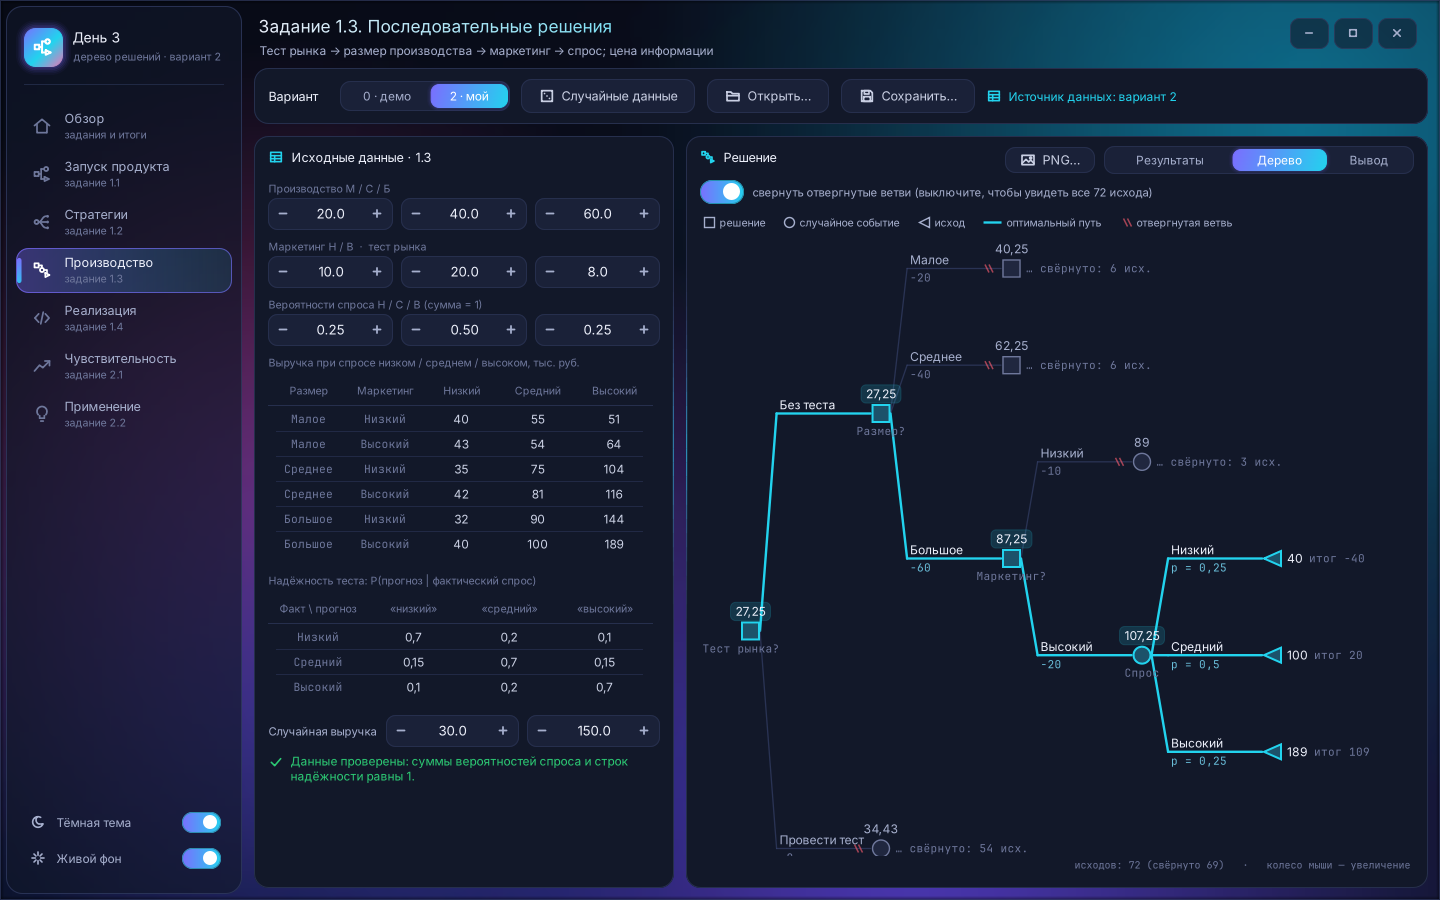 День 3
дерево решений · вариант 2
Обзор
задания и итоги
Запуск продукта
задание 1.1
Стратегии
задание 1.2
Производство
задание 1.3
Реализация
задание 1.4
Чувствительность
задание 2.1
Применение
задание 2.2
Тёмная тема
Живой фон
Задание 1.3. Последовательные решения
Тест рынка → размер производства → маркетинг → спрос; цена информации
Вариант
0 · демо
2 · мой
Случайные данные
Открыть...
Сохранить...
Источник данных: вариант 2
Исходные данные · 1.3
Производство М / С / Б
− 20.0 + − 40.0 + − 60.0 +
Маркетинг Н / В · тест рынка
− 10.0 + − 20.0 + − 8.0 +
Вероятности спроса Н / С / В (сумма = 1)
− 0.25 + − 0.50 + − 0.25 +
Выручка при спросе низком / среднем / высоком, тыс. руб.
Размер Маркетинг Низкий Средний Высокий
Малое Низкий 40 55 51
Малое Высокий 43 54 64
Среднее Низкий 35 75 104
Среднее Высокий 42 81 116
Большое Низкий 32 90 144
Большое Высокий 40 100 189
Надёжность теста: P(прогноз | фактический спрос)
Факт \ прогноз «низкий» «средний» «высокий»
Низкий 0,7 0,2 0,1
Средний 0,15 0,7 0,15
Высокий 0,1 0,2 0,7
Случайная выручка − 30.0 + − 150.0 +
Данные проверены: суммы вероятностей спроса и строк
надёжности равны 1.
Решение
PNG...
Результаты
Дерево
Вывод
свернуть отвергнутые ветви (выключите, чтобы увидеть все 72 исхода)
решение случайное событие исход оптимальный путь отвергнутая ветвь
40,25
Малое
-20
… свёрнуто: 6 исх.
62,25
Среднее
-40
… свёрнуто: 6 исх.
27,25
Без теста
Размер?
89
Низкий
-10
… свёрнуто: 3 исх.
87,25
Большое
-60
Маркетинг?
Низкий
p = 0,25
40 итог -40
27,25
Тест рынка?
107,25
Высокий
-20
Спрос
Средний
p = 0,5
100 итог 20
Высокий
p = 0,25
189 итог 109
34,43
Провести тест
… свёрнуто: 54 исх.
исходов: 72 (свёрнуто 69) · колесо мыши — увеличение